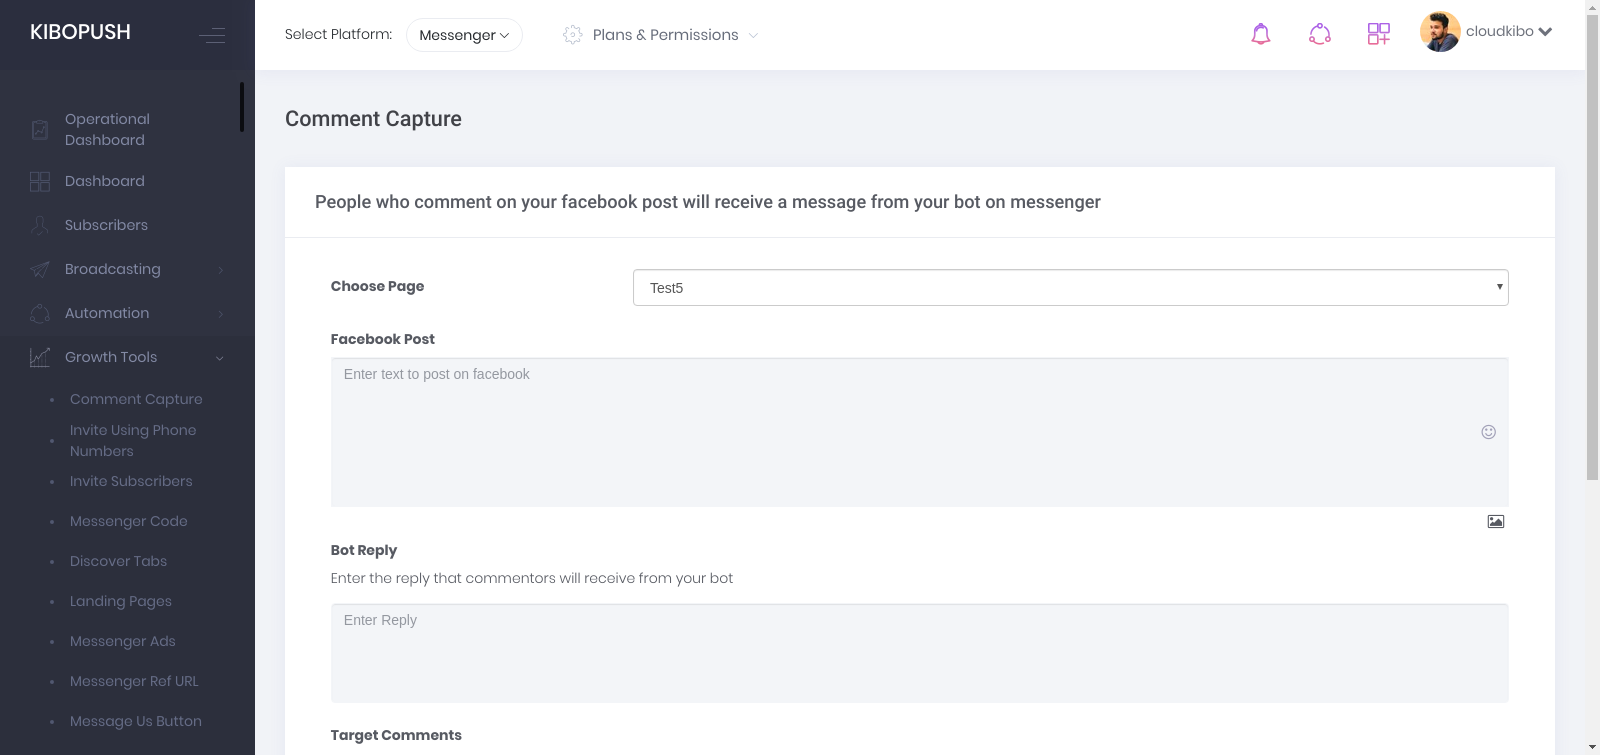 KIBOPUSH
Select Platform:
Messenger
Plans & Permissions
cloudkibo
Operational
Dashboard
Dashboard
Subscribers
Broadcasting
Automation
Growth Tools
Comment Capture
Invite Using Phone
Numbers
Invite Subscribers
Messenger Code
Discover Tabs
Landing Pages
Messenger Ads
Messenger Ref URL
Message Us Button
Comment Capture
People who comment on your facebook post will receive a message from your bot on messenger
Choose Page
Test5
Facebook Post
Enter text to post on facebook
Bot Reply
Enter the reply that commentors will receive from your bot
Enter Reply
Target Comments